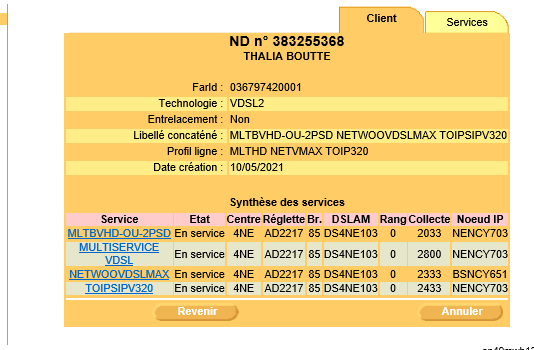 Client Services
ND n° 383255368
THALIA BOUTTE
FarId : 036797420001
Technologie : VDSL2
Entrelacement : Non
Libellé concaténé : MLTBVHD-OU-2PSD NETWOOVDSLMAX TOIPSIPV320
Profil ligne : MLTHD NETVMAX TOIP320
Date création : 10/05/2021
Synthèse des services
Service Etat Centre Réglette Br. DSLAM Rang Collecte Noeud IP
MLTBVHD-OU-2PSD En service 4NE AD2217 85 DS4NE103 0 2033 NENCY703
MULTISERVICE VDSL En service 4NE AD2217 85 DS4NE103 0 2800 NENCY703
NETWOOVDSLMAX En service 4NE AD2217 85 DS4NE103 0 2333 BSNCY651
TOIPSIPV320 En service 4NE AD2217 85 DS4NE103 0 2433 NENCY703
Revenir Annuler